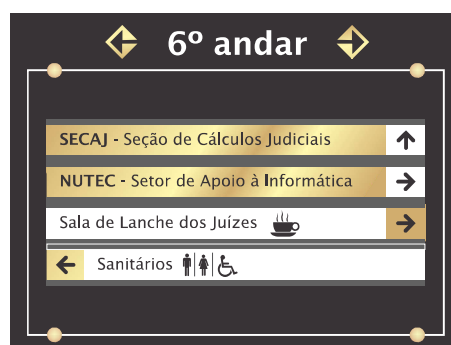 6º andar
SECAJ - Seção de Cálculos Judiciais
NUTEC - Setor de Apoio à Informática
Sala de Lanche dos Juízes
Sanitários